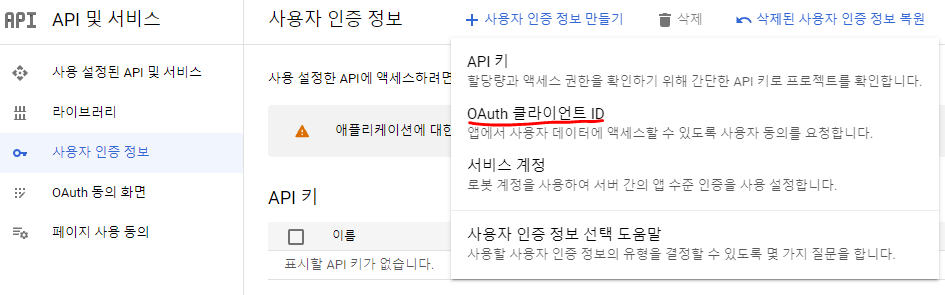 API API 및 서비스
사용 설정된 API 및 서비스
라이브러리
사용자 인증 정보
OAuth 동의 화면
페이지 사용 동의
사용자 인증 정보
+ 사용자 인증 정보 만들기
삭제
삭제된 사용자 인증 정보 복원
사용 설정한 API에 액세스하려면
애플리케이션에 대한
API 키
이름
표시할 API 키가 없습니다.
API 키
할당량과 액세스 권한을 확인하기 위해 간단한 API 키로 프로젝트를 확인합니다.
OAuth 클라이언트 ID
앱에서 사용자 데이터에 액세스할 수 있도록 사용자 동의를 요청합니다.
서비스 계정
로봇 계정을 사용하여 서버 간의 앱 수준 인증을 사용 설정합니다.
사용자 인증 정보 선택 도움말
사용할 사용자 인증 정보의 유형을 결정할 수 있도록 몇 가지 질문을 합니다.